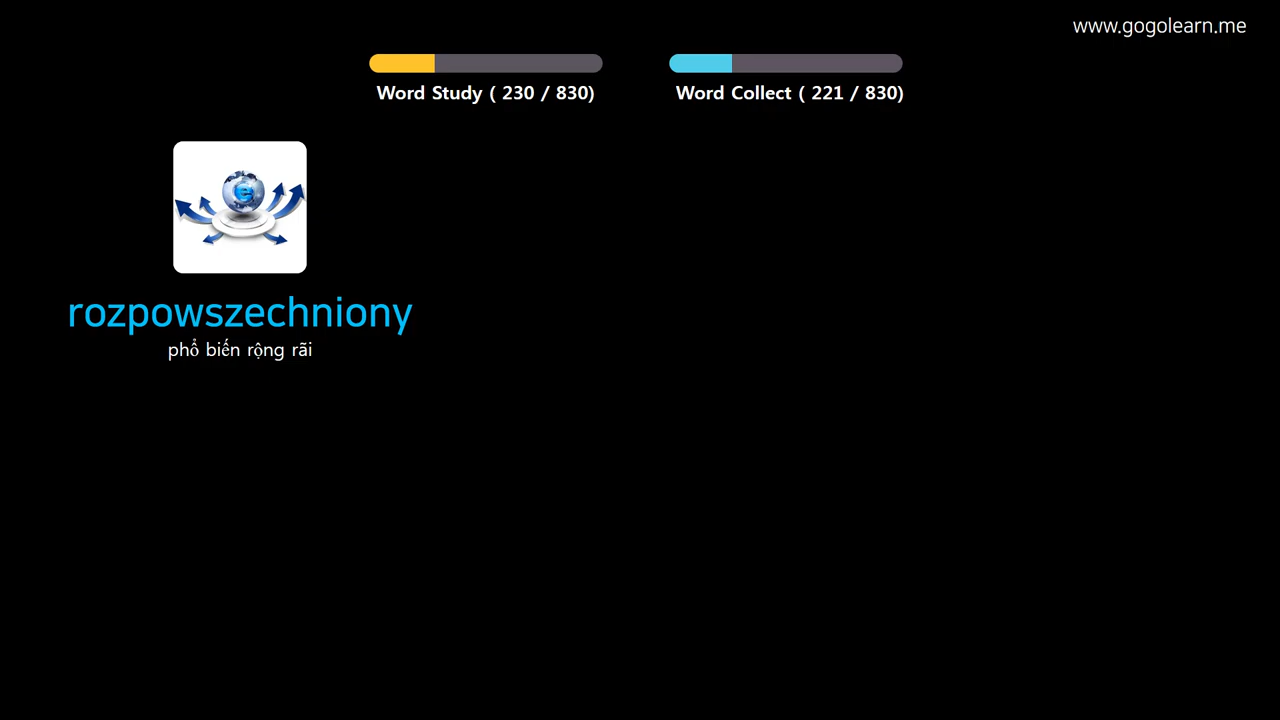 www.gogolearn.me
Word Study ( 230 / 830)
Word Collect ( 221 / 830)
rozpowszechniony
phổ biến rộng rãi